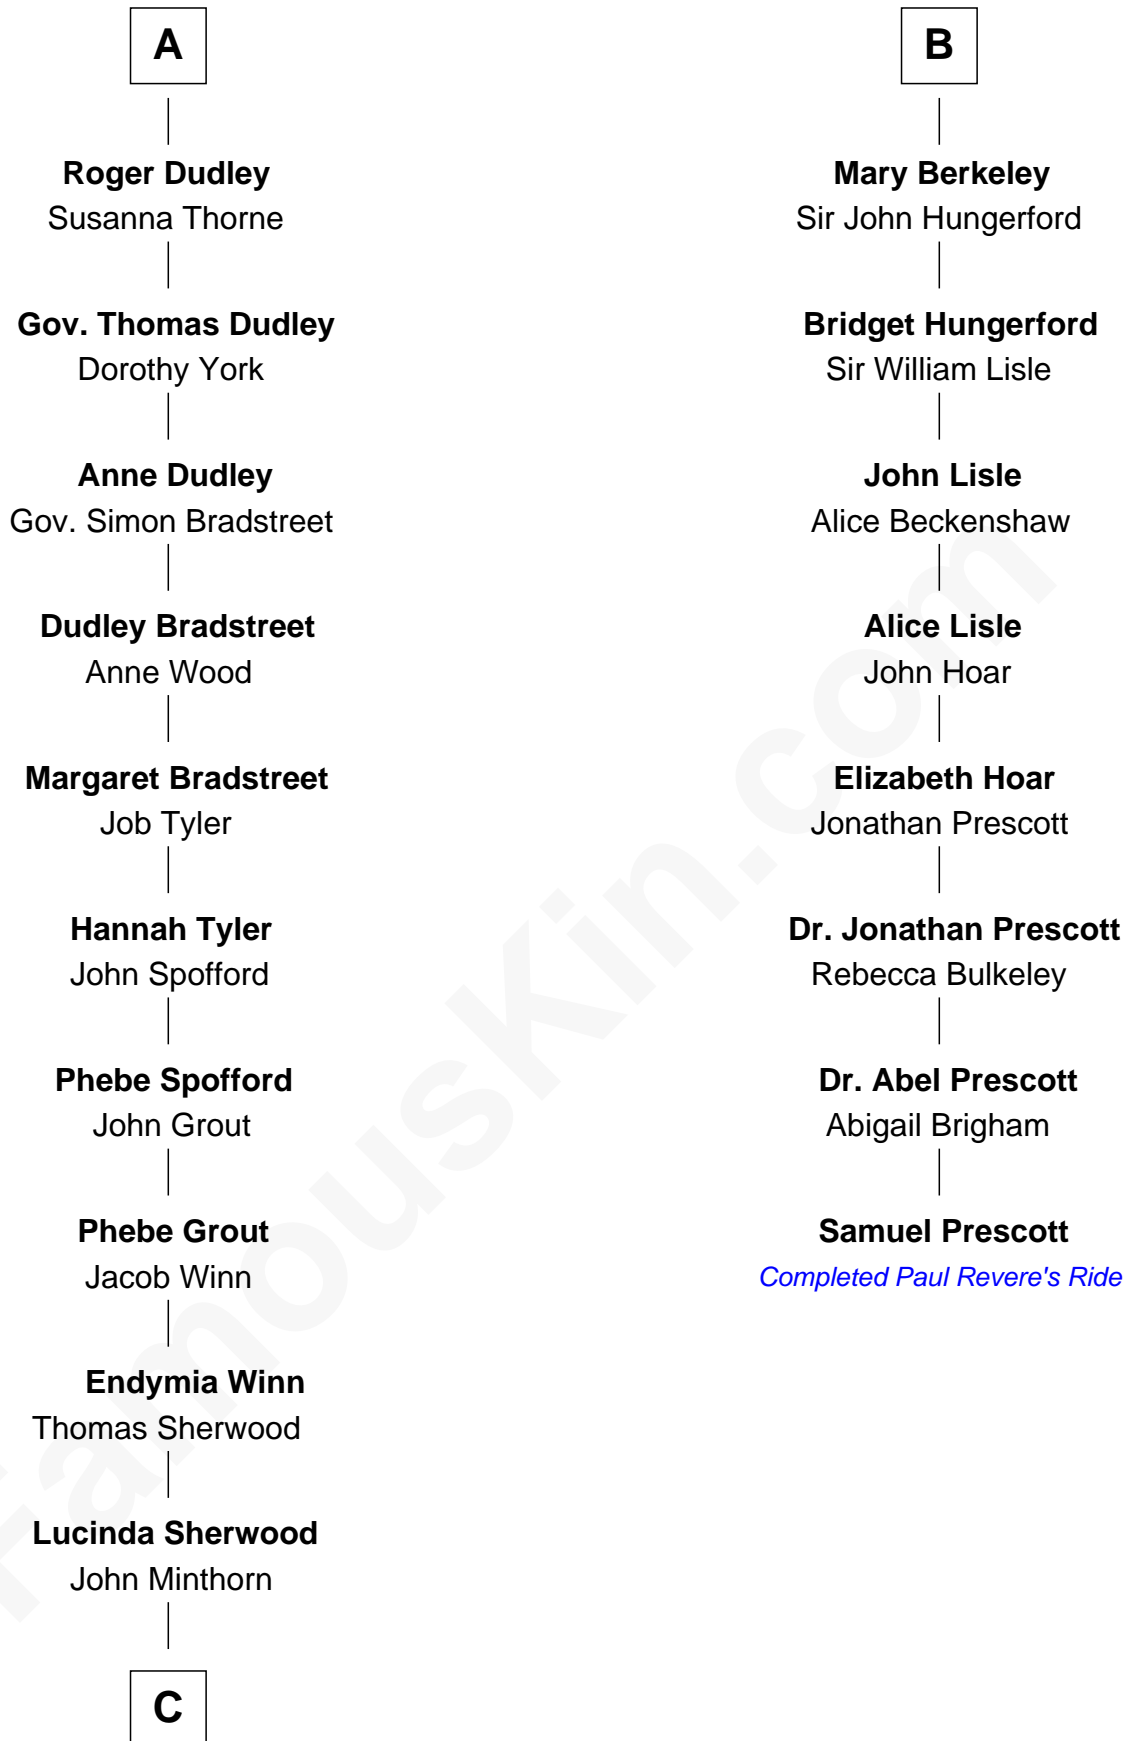 A
Roger Dudley
Susanna Thorne
Gov. Thomas Dudley
Dorothy York
Anne Dudley
Gov. Simon Bradstreet
Dudley Bradstreet
Anne Wood
Margaret Bradstreet
Job Tyler
Hannah Tyler
John Spofford
Phebe Spofford
John Grout
Phebe Grout
Jacob Winn
Endymia Winn
Thomas Sherwood
Lucinda Sherwood
John Minthorn
C
B
Mary Berkeley
Sir John Hungerford
Bridget Hungerford
Sir William Lisle
John Lisle
Alice Beckenshaw
Alice Lisle
John Hoar
Elizabeth Hoar
Jonathan Prescott
Dr. Jonathan Prescott
Rebecca Bulkeley
Dr. Abel Prescott
Abigail Brigham
Samuel Prescott
Completed Paul Revere's Ride
FamousKin.com